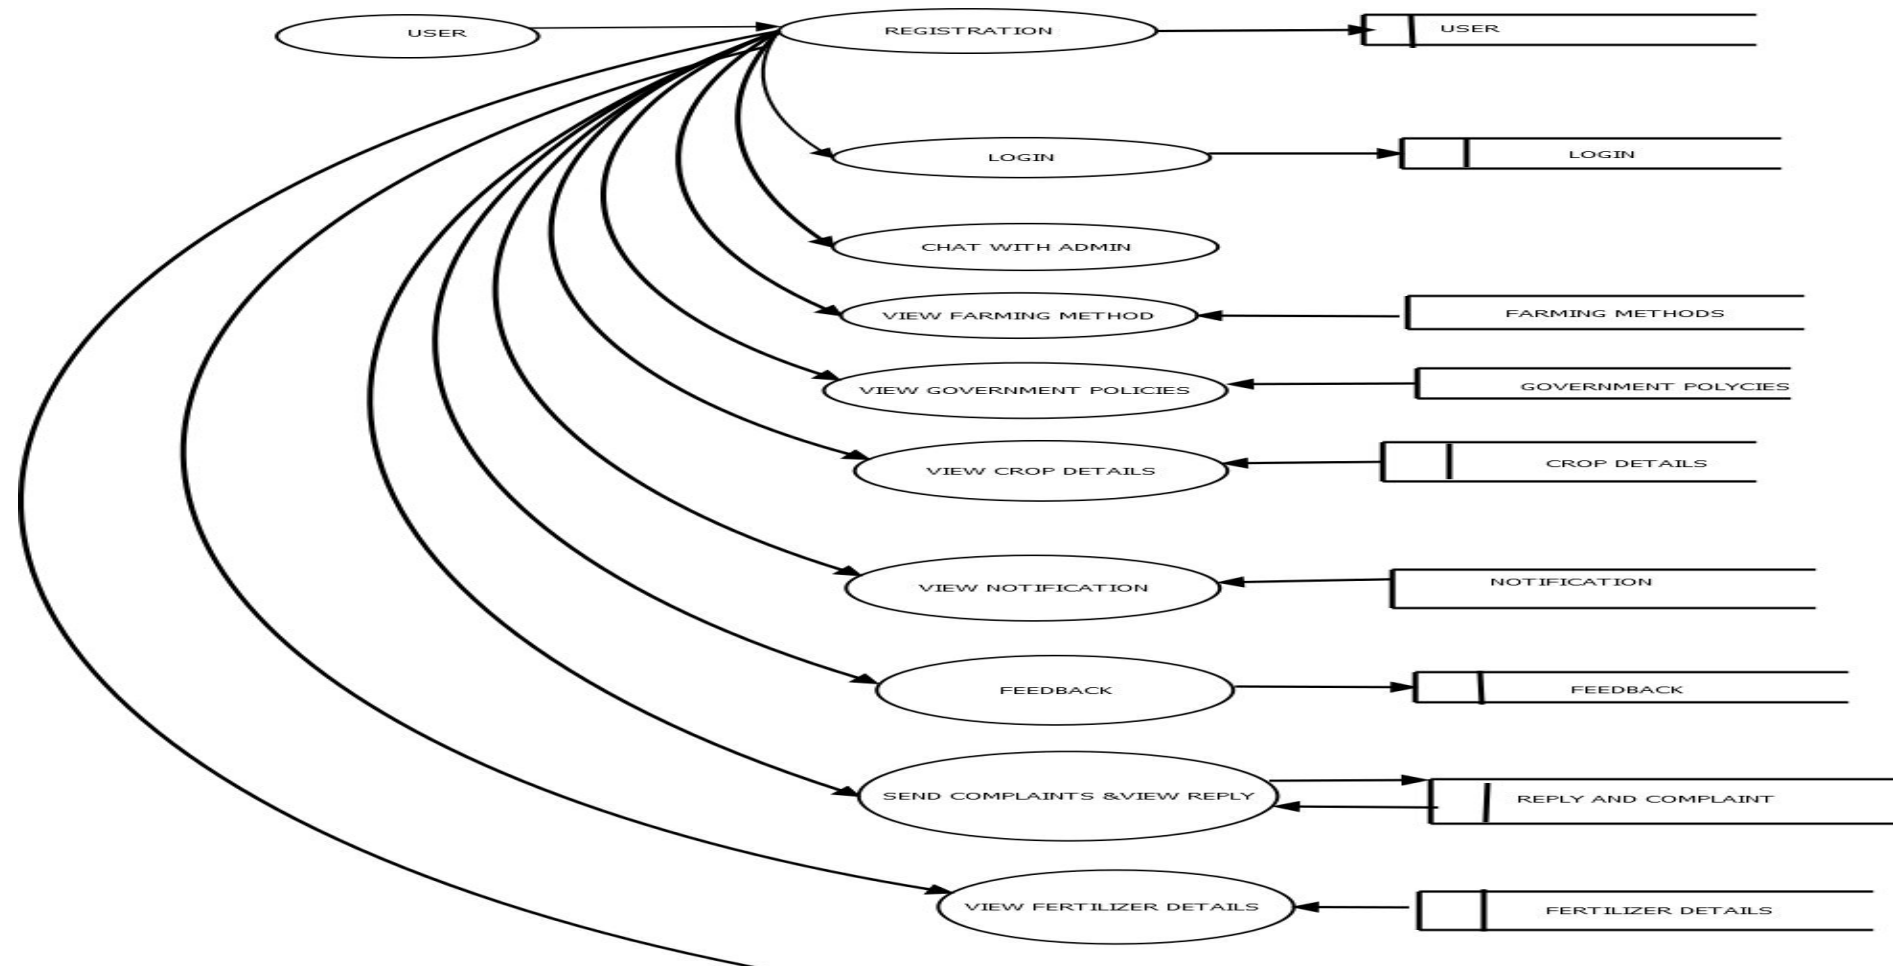 USER
REGISTRATION
USER
LOGIN
LOGIN
CHAT WITH ADMIN
VIEW FARMING METHOD
FARMING METHODS
VIEW GOVERNMENT POLICIES
GOVERNMENT POLYCIES
VIEW CROP DETAILS
CROP DETAILS
VIEW NOTIFICATION
NOTIFICATION
FEEDBACK
FEEDBACK
SEND COMPLAINTS &VIEW REPLY
REPLY AND COMPLAINT
VIEW FERTILIZER DETAILS
FERTILIZER DETAILS